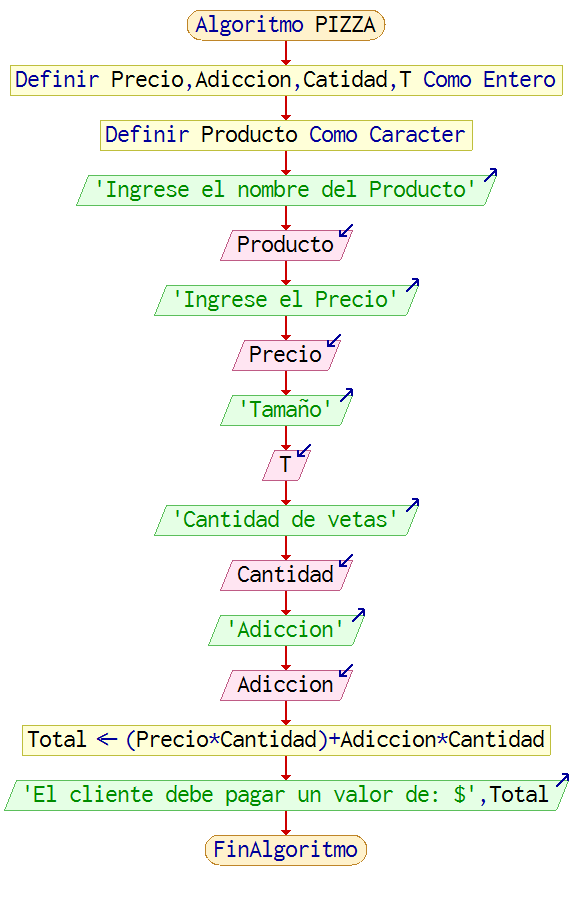 Algoritmo PIZZA
Definir Precio,Adiccion,Catidad,T Como Entero
Definir Producto Como Caracter
'Ingrese el nombre del Producto'
Producto
'Ingrese el Precio'
Precio
'Tamaño'
T
'Cantidad de vetas'
Cantidad
'Adiccion'
Adiccion
Total ← (Precio*Cantidad)+Adiccion*Cantidad
'El cliente debe pagar un valor de: $',Total
FinAlgoritmo